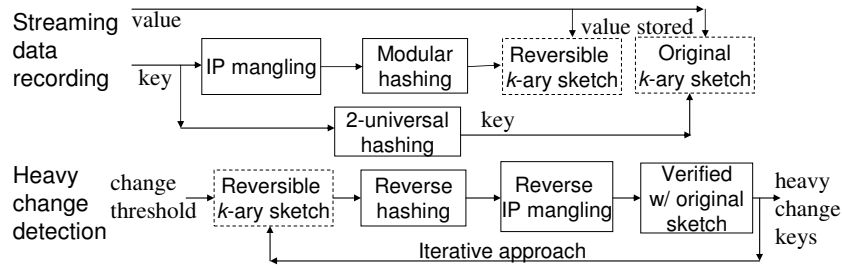 Streaming
data
recording
value
key
IP mangling
Modular
hashing
value stored
Reversible
k-ary sketch
Original
k-ary sketch
2-universal
hashing
key
Heavy
change
detection
change
threshold
Reversible
k-ary sketch
Reverse
hashing
Reverse
IP mangling
Verified
w/ original
sketch
heavy
change
keys
Iterative approach